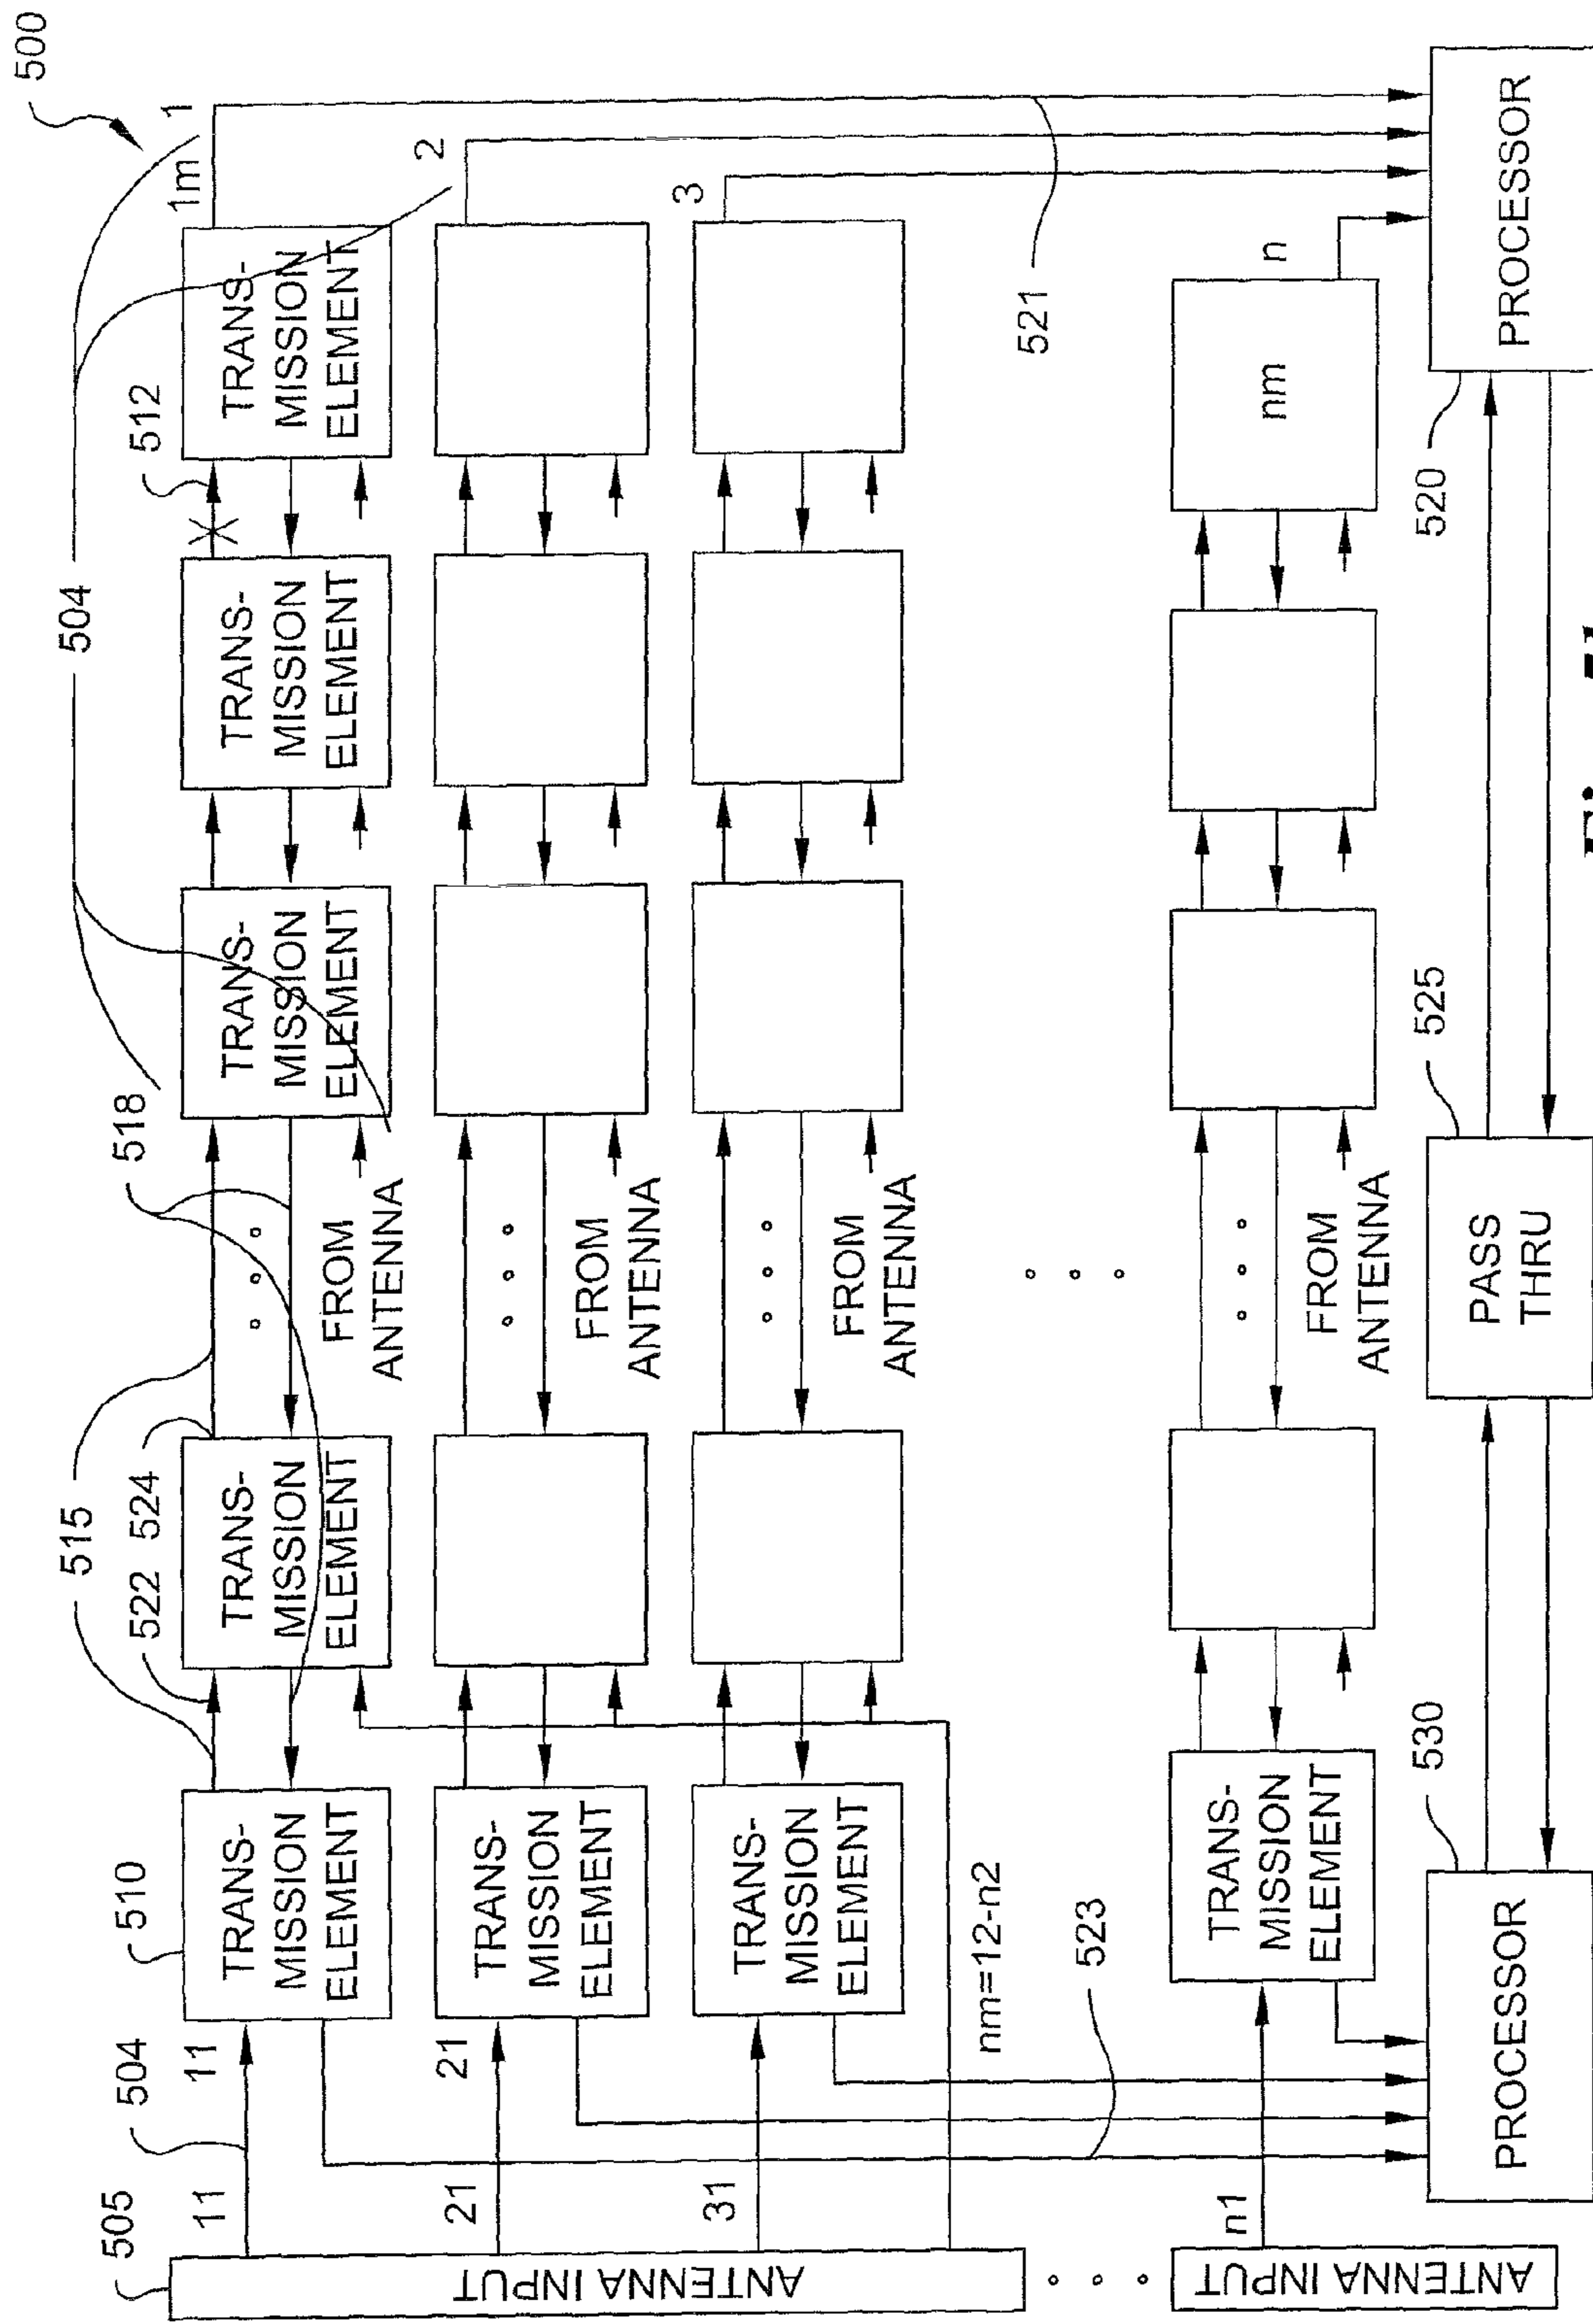 500
504
1
1m
2
3
n
512
518
515
522
524
510
504
505
11
11
21
21
31
n1
TRANS-
MISSION
ELEMENT
TRANS-
MISSION
ELEMENT
TRANS-
MISSION
ELEMENT
TRANS-
MISSION
ELEMENT
TRANS-
MISSION
ELEMENT
TRANS-
MISSION
ELEMENT
TRANS-
MISSION
ELEMENT
TRANS-
MISSION
ELEMENT
nm
FROM
ANTENNA
FROM
ANTENNA
FROM
ANTENNA
FROM
ANTENNA
nm=12-n2
ANTENNA INPUT
ANTENNA INPUT
521
523
520
525
530
PROCESSOR
PASS
THRU
PROCESSOR